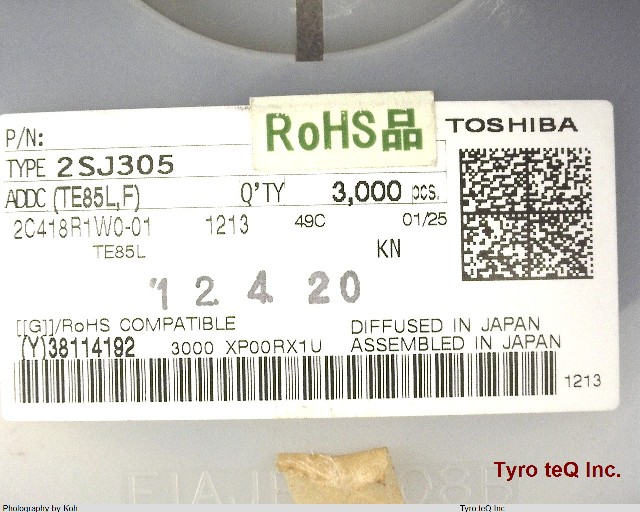 RoHS品
TOSHIBA
P/N:
TYPE 2SJ305
ADDC (TE85L,F) Q'TY 3,000 pcs.
2C418R1W0-01 1213 49C 01/25
TE85L KN
12 4 20
[[G]]/RoHS COMPATIBLE DIFFUSED IN JAPAN
(Y)38114192 3000 XP00RX1U ASSEMBLED IN JAPAN
1213
Tyro teQ Inc.
Photography by Koh Tyro teQ Inc